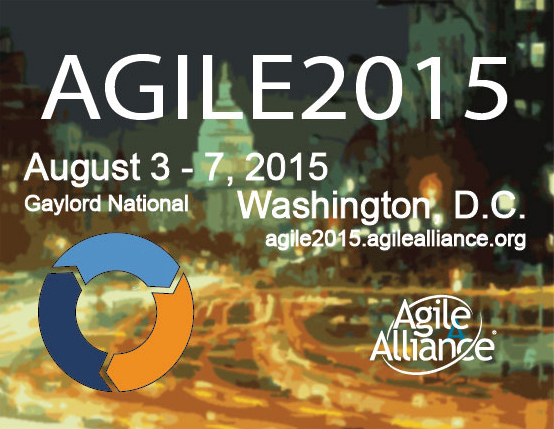 AGILE2015
August 3 - 7, 2015
Gaylord National
Washington, D.C.
agile2015.agilealliance.org
Agile
Alliance®